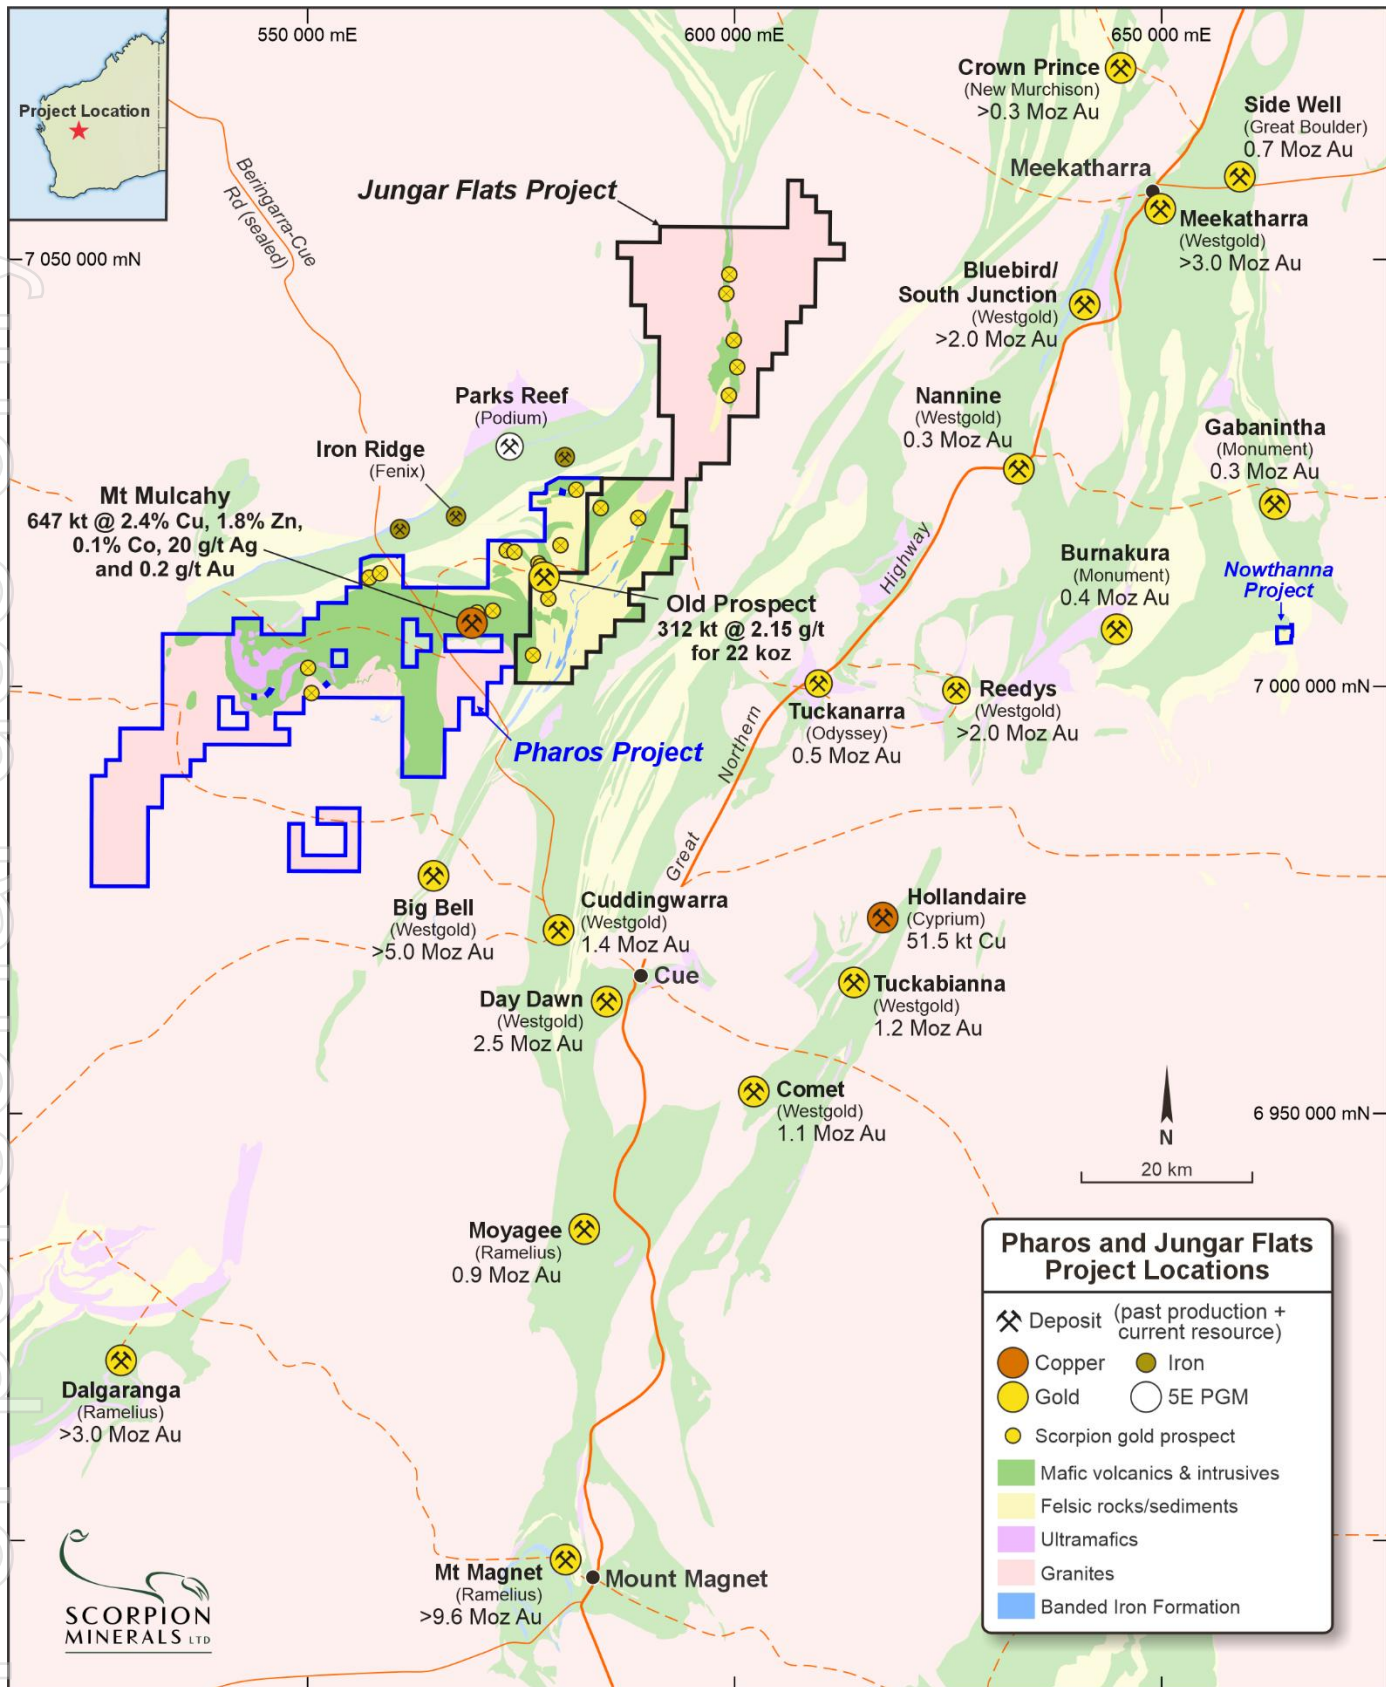 550 000 mE
600 000 mE
650 000 mE
Project Location
Crown Prince
(New Murchison)
>0.3 Moz Au
Side Well
(Great Boulder)
0.7 Moz Au
Meekatharra
Beringarra-Cue
Rd (sealed)
Jungar Flats Project
Meekatharra
(Westgold)
>3.0 Moz Au
7 050 000 mN
Bluebird/
South Junction
(Westgold)
>2.0 Moz Au
Parks Reef
(Podium)
Nannine
(Westgold)
0.3 Moz Au
Iron Ridge
(Fenix)
Gabanintha
(Monument)
0.3 Moz Au
Mt Mulcahy
647 kt @ 2.4% Cu, 1.8% Zn,
0.1% Co, 20 g/t Ag
and 0.2 g/t Au
Burnakura
(Monument)
0.4 Moz Au
Nowthanna
Project
Old Prospect
312 kt @ 2.15 g/t
for 22 koz
Great
Northern
Highway
7 000 000 mN
Tuckanarra
(Odyssey)
0.5 Moz Au
Reedys
(Westgold)
>2.0 Moz Au
Pharos Project
Big Bell
(Westgold)
>5.0 Moz Au
Cuddingwarra
(Westgold)
1.4 Moz Au
Hollandaire
(Cyprium)
51.5 kt Cu
Cue
Tuckabianna
(Westgold)
1.2 Moz Au
Day Dawn
(Westgold)
2.5 Moz Au
Comet
(Westgold)
1.1 Moz Au
6 950 000 mN
N
20 km
Moyagee
(Ramelius)
0.9 Moz Au
Dalgaranga
(Ramelius)
>3.0 Moz Au
Mt Magnet
(Ramelius)
>9.6 Moz Au
Mount Magnet
Pharos and Jungar Flats
Project Locations
Deposit (past production +
current resource)
Copper
Iron
Gold
5E PGM
Scorpion gold prospect
Mafic volcanics & intrusives
Felsic rocks/sediments
Ultramafics
Granites
Banded Iron Formation
SCORPION
MINERALS LTD